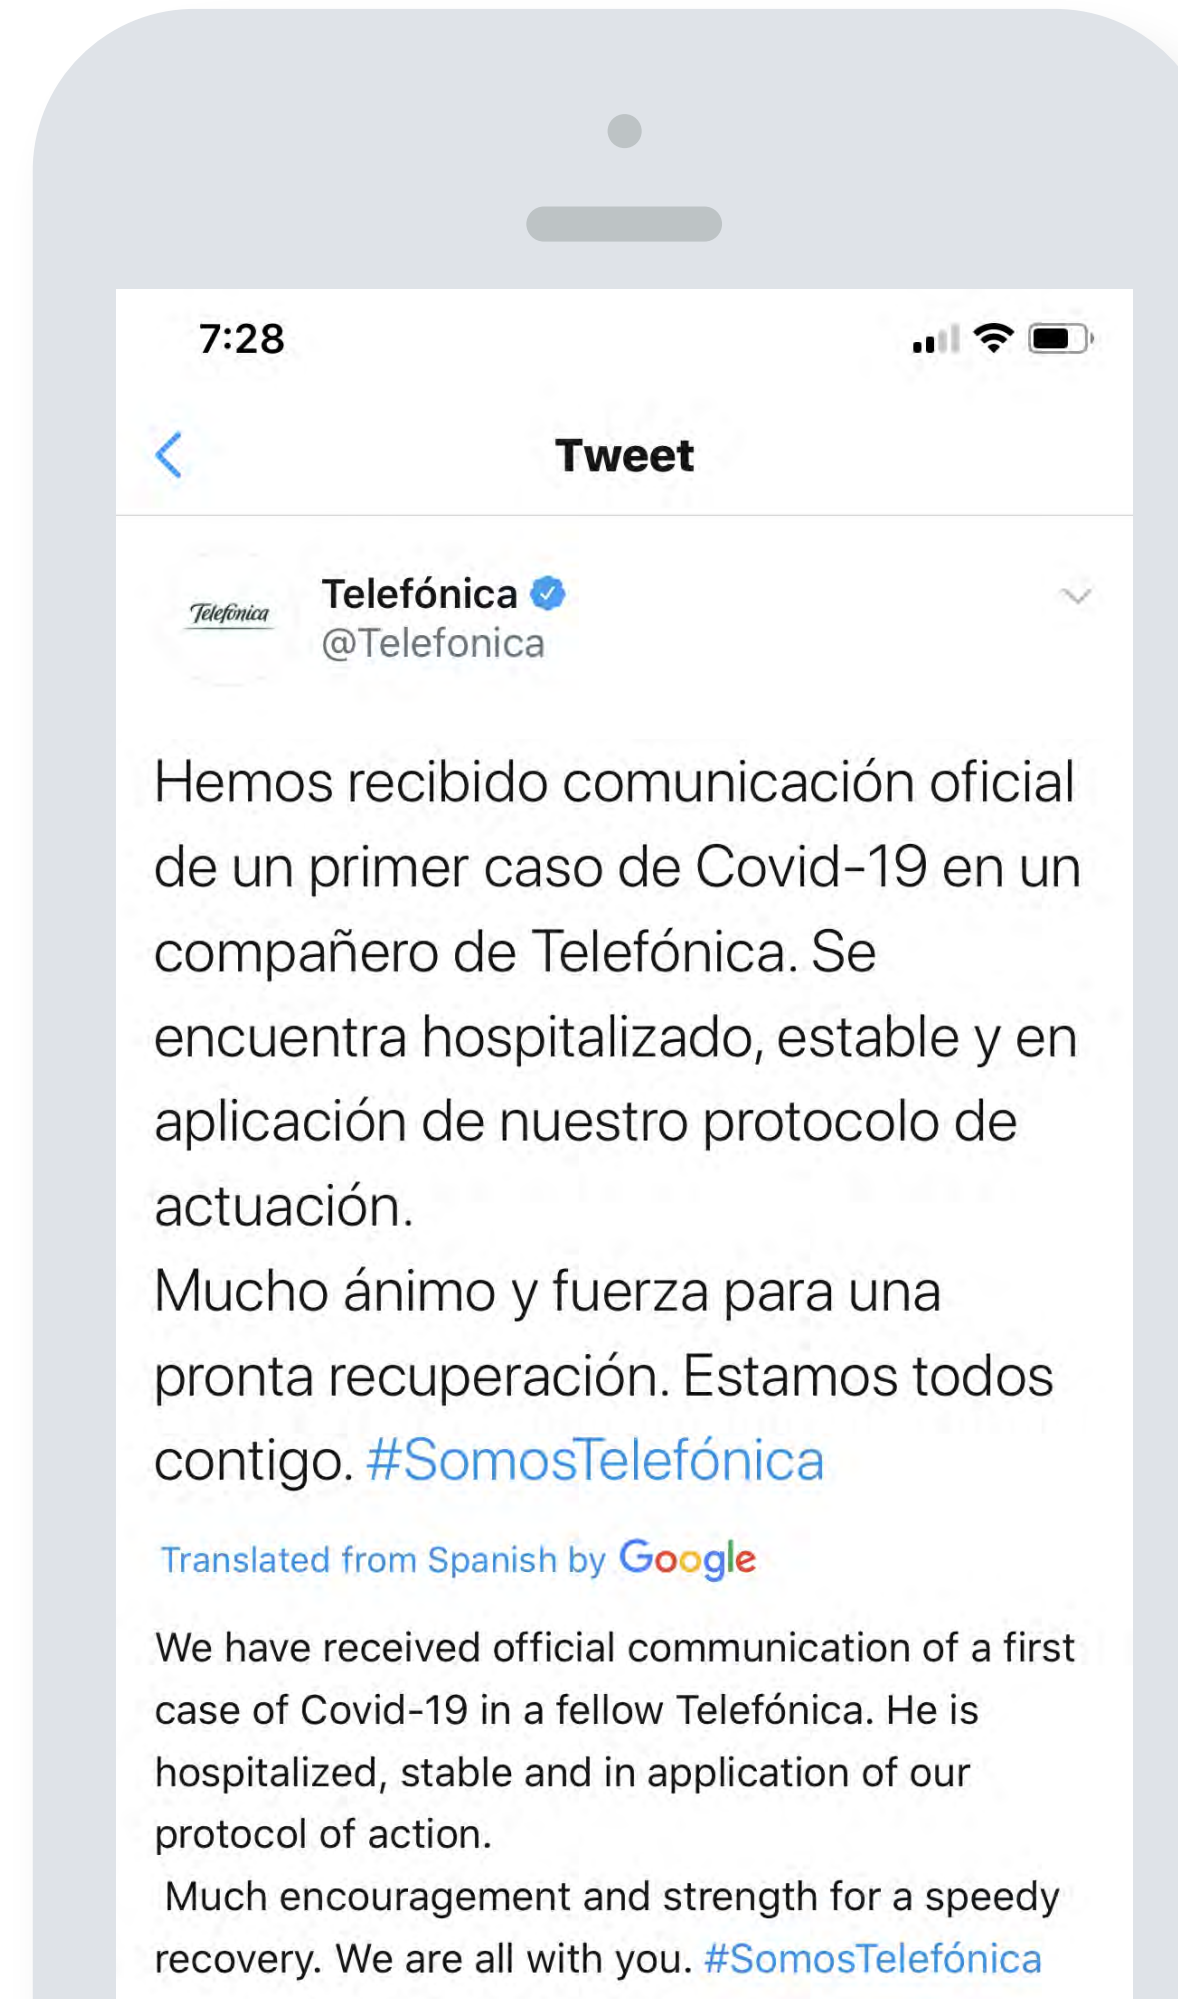 7:28
Tweet
Telefónica
Telefónica
@Telefonica
Hemos recibido comunicación oficial
de un primer caso de Covid-19 en un
compañero de Telefónica. Se
encuentra hospitalizado, estable y en
aplicación de nuestro protocolo de
actuación.
Mucho ánimo y fuerza para una
pronta recuperación. Estamos todos
contigo. #SomosTelefónica
Translated from Spanish by Google
We have received official communication of a first
case of Covid-19 in a fellow Telefónica. He is
hospitalized, stable and in application of our
protocol of action.
Much encouragement and strength for a speedy
recovery. We are all with you. #SomosTelefónica